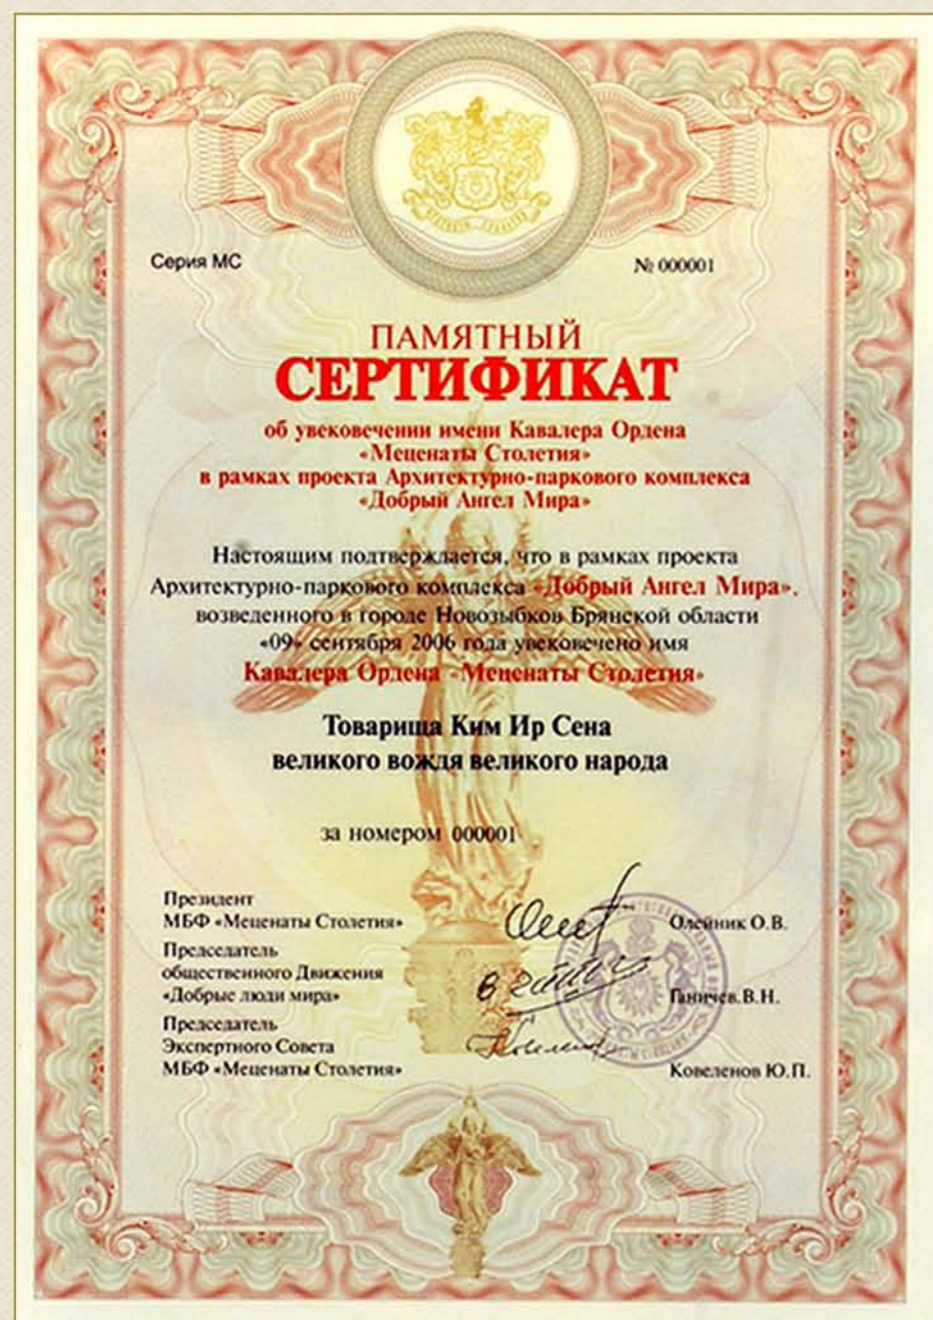 Серия МС
№ 000001
ПАМЯТНЫЙ
СЕРТИФИКАТ
об увековечении имени Кавалера Ордена
«Меценаты Столетия»
в рамках проекта Архитектурно-паркового комплекса
«Добрый Ангел Мира»
Настоящим подтверждается, что в рамках проекта
Архитектурно-паркового комплекса «Добрый Ангел Мира»,
возведенного в городе Новозыбков Брянской области
«09» сентября 2006 года увековечено имя
Кавалера Ордена «Меценаты Столетия»
Товарища Ким Ир Сена
великого вождя великого народа
за номером 000001
Президент
МБФ «Меценаты Столетия»
Олейник О.В.
Председатель
общественного Движения
«Добрые люди мира»
Ганичев.В.Н.
Председатель
Экспертного Совета
МБФ «Меценаты Столетия»
Ковеленов Ю.П.